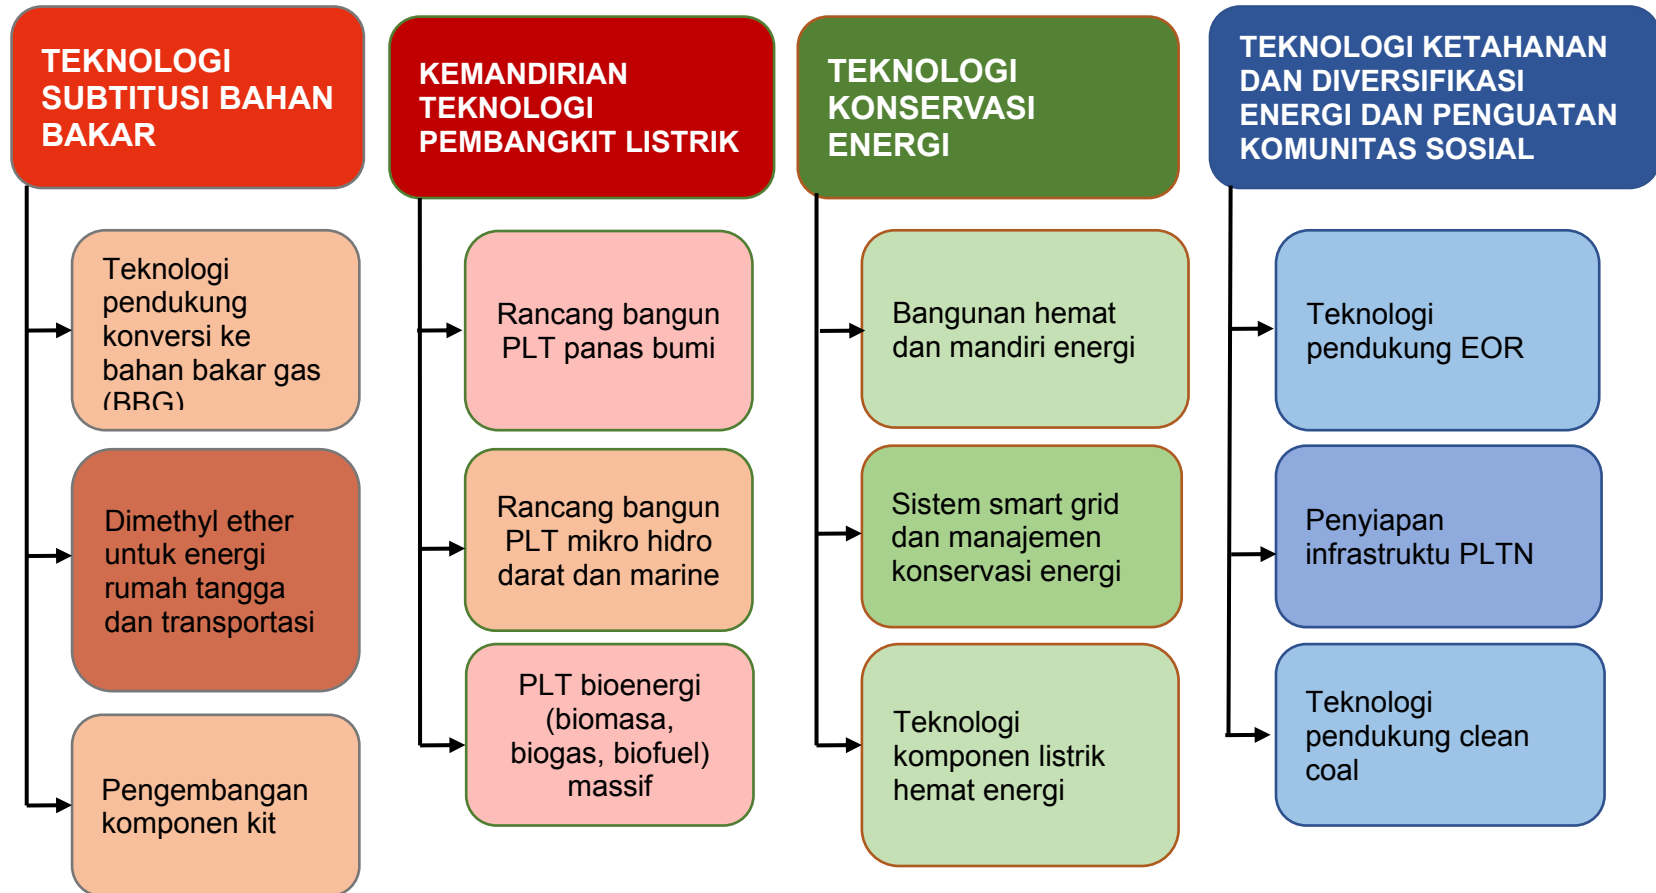 TEKNOLOGI
SUBTITUSI BAHAN
BAKAR
Teknologi
pendukung
konversi ke
bahan bakar gas
(BBG)
Dimethyl ether
untuk energi
rumah tangga
dan transportasi
Pengembangan
komponen kit
KEMANDIRIAN
TEKNOLOGI
PEMBANGKIT LISTRIK
Rancang bangun
PLT panas bumi
Rancang bangun
PLT mikro hidro
darat dan marine
PLT bioenergi
(biomasa,
biogas, biofuel)
massif
TEKNOLOGI
KONSERVASI
ENERGI
Bangunan hemat
dan mandiri energi
Sistem smart grid
dan manajemen
konservasi energi
Teknologi
komponen listrik
hemat energi
TEKNOLOGI KETAHANAN
DAN DIVERSIFIKASI
ENERGI DAN PENGUATAN
KOMUNITAS SOSIAL
Teknologi
pendukung EOR
Penyiapan
infrastruktu PLTN
Teknologi
pendukung clean
coal